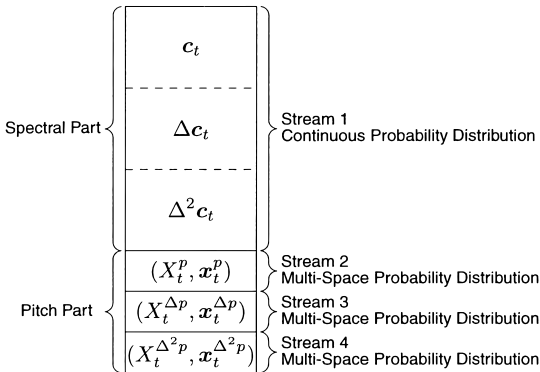 c_t
Spectral Part
Δc_t
Stream 1
Continuous Probability Distribution
Δ²c_t
(X_t^p, x_t^p)
Stream 2
Multi-Space Probability Distribution
Pitch Part
(X_t^{Δp}, x_t^{Δp})
Stream 3
Multi-Space Probability Distribution
(X_t^{Δ²p}, x_t^{Δ²p})
Stream 4
Multi-Space Probability Distribution